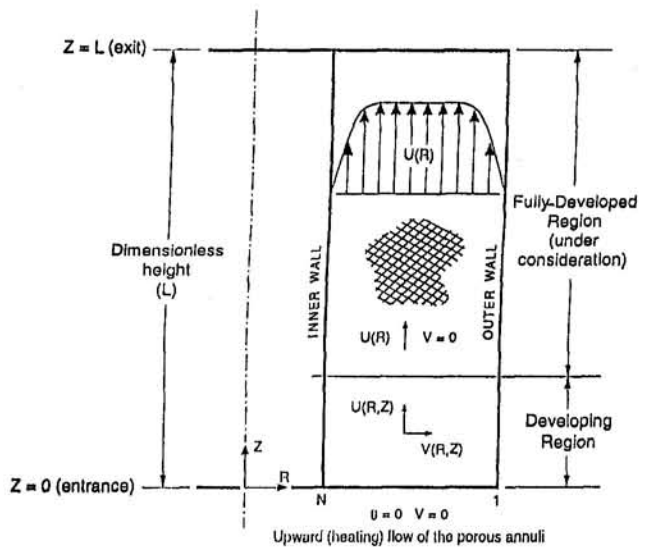 Z = L (exit)
U(R)
Dimensionless
height
(L)
INNER WALL
OUTER WALL
Fully-Developed
Region
(under
consideration)
U(R) V = 0
U(R,Z)
V(R,Z)
Developing
Region
Z
R
Z = 0 (entrance)
N 1
θ=0 V=0
Upward (heating) flow of the porous annuli